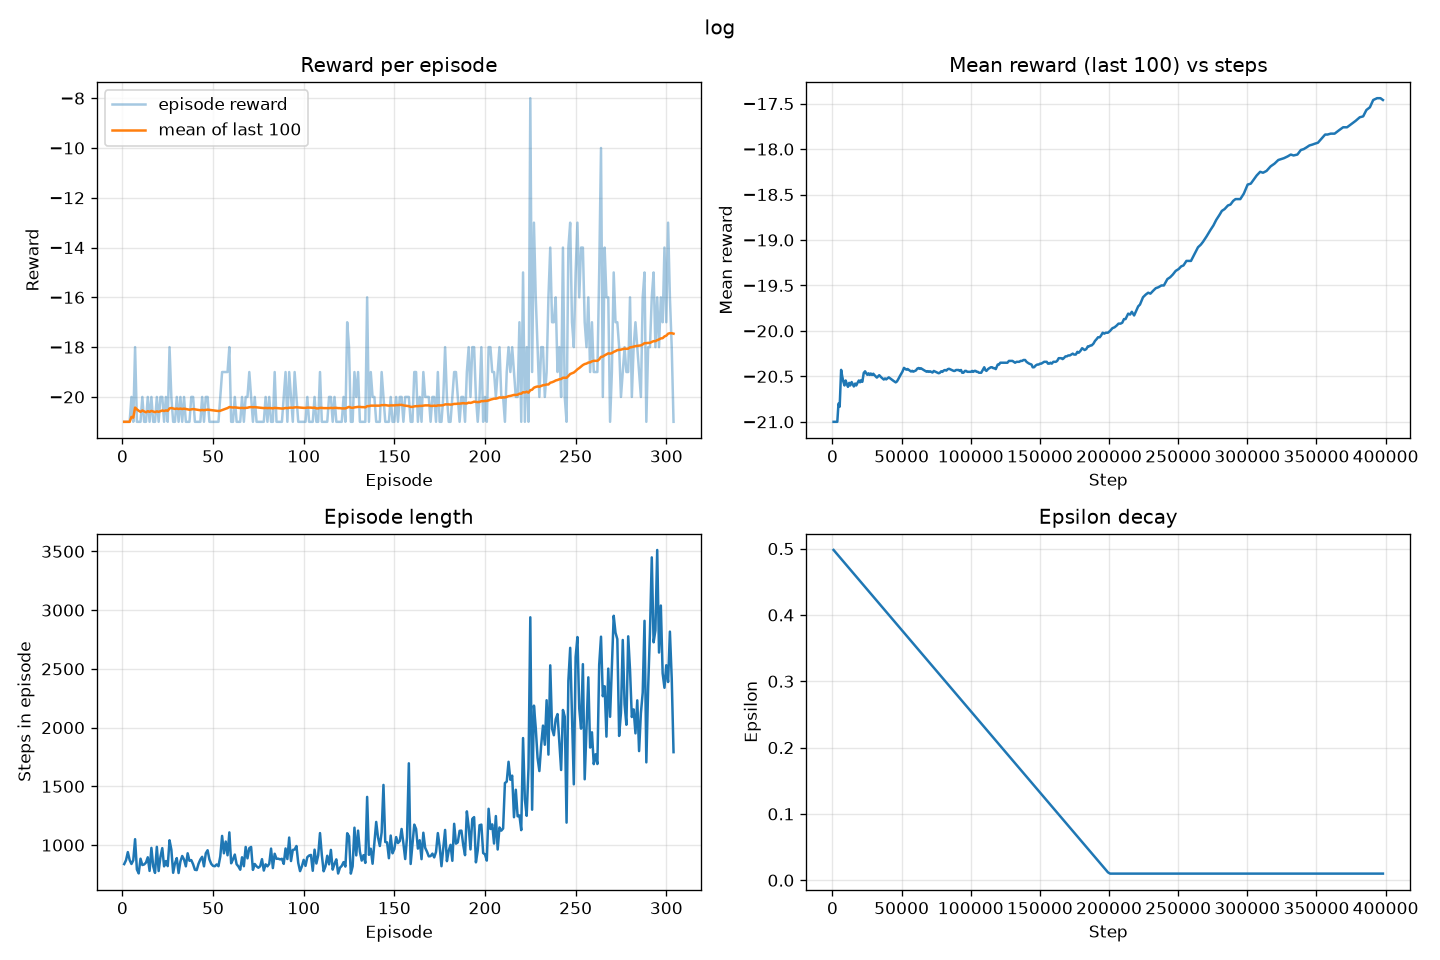 log
Reward per episode
episode reward
mean of last 100
−8
−10
−12
−14
−16
−18
−20
Reward
0 50 100 150 200 250 300
Episode
Mean reward (last 100) vs steps
−17.5
−18.0
−18.5
−19.0
−19.5
−20.0
−20.5
−21.0
Mean reward
0 50000 100000 150000 200000 250000 300000 350000 400000
Step
Episode length
3500
3000
2500
2000
1500
1000
Steps in episode
0 50 100 150 200 250 300
Episode
Epsilon decay
0.5
0.4
0.3
0.2
0.1
0.0
Epsilon
0 50000 100000 150000 200000 250000 300000 350000 400000
Step